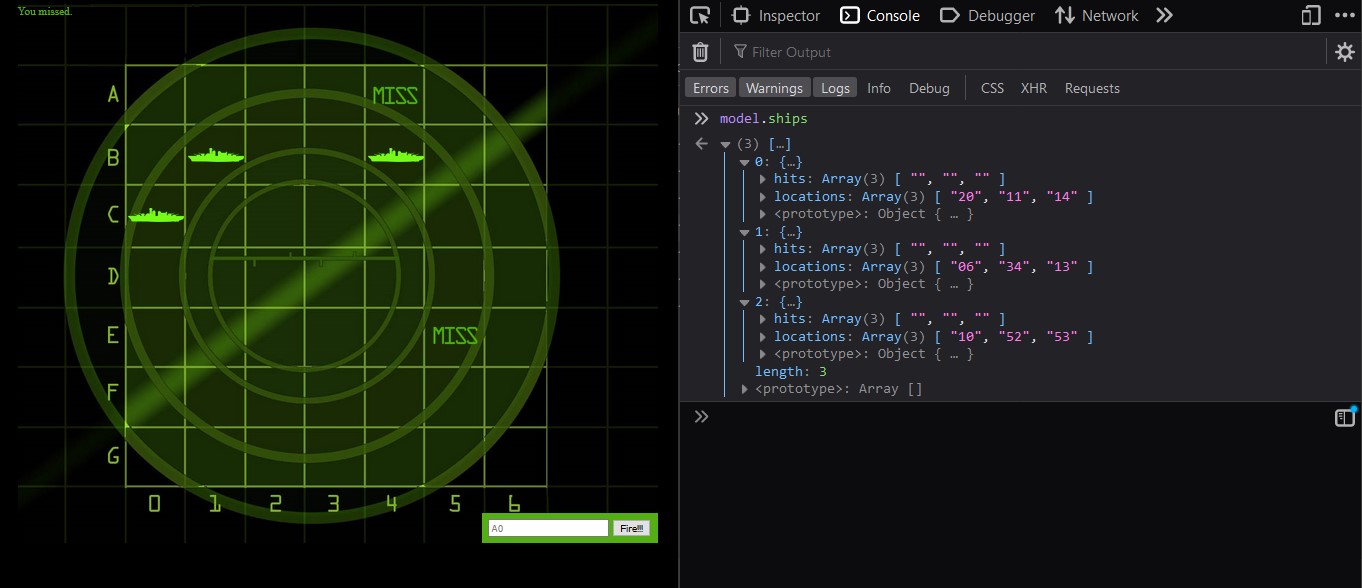 You missed.
A MISS
B
C
D
E MISS
F
G
0 1 2 3 4 5 6
A0 Fire!!!
Inspector Console Debugger Network
Filter Output
Errors Warnings Logs Info Debug CSS XHR Requests
model.ships
(3) […]
0: {…}
hits: Array(3) [ "", "", "" ]
locations: Array(3) [ "20", "11", "14" ]
<prototype>: Object { … }
1: {…}
hits: Array(3) [ "", "", "" ]
locations: Array(3) [ "06", "34", "13" ]
<prototype>: Object { … }
2: {…}
hits: Array(3) [ "", "", "" ]
locations: Array(3) [ "10", "52", "53" ]
<prototype>: Object { … }
length: 3
<prototype>: Array []